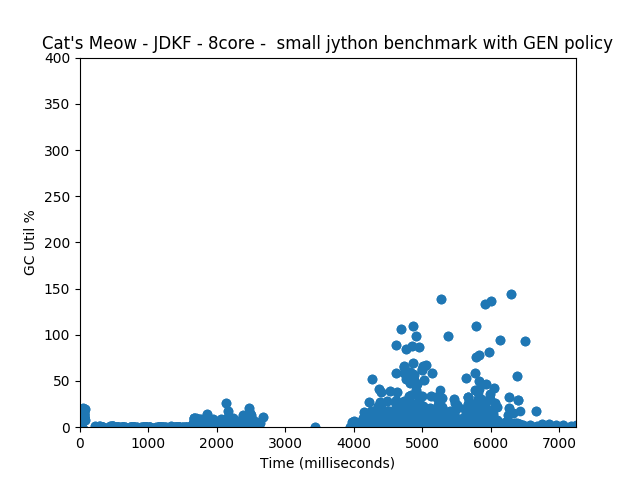 Cat's Meow - JDKF - 8core -  small jython benchmark with GEN policy
400
350
300
250
200
150
100
50
0
GC Util %
0 1000 2000 3000 4000 5000 6000 7000
Time (milliseconds)